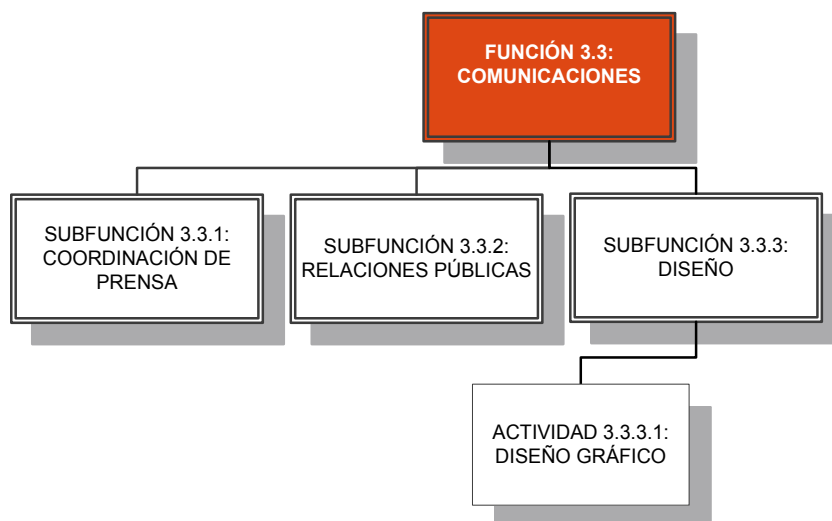 FUNCIÓN 3.3:
COMUNICACIONES
SUBFUNCIÓN 3.3.1:
COORDINACIÓN DE
PRENSA
SUBFUNCIÓN 3.3.2:
RELACIONES PÚBLICAS
SUBFUNCIÓN 3.3.3:
DISEÑO
ACTIVIDAD 3.3.3.1:
DISEÑO GRÁFICO